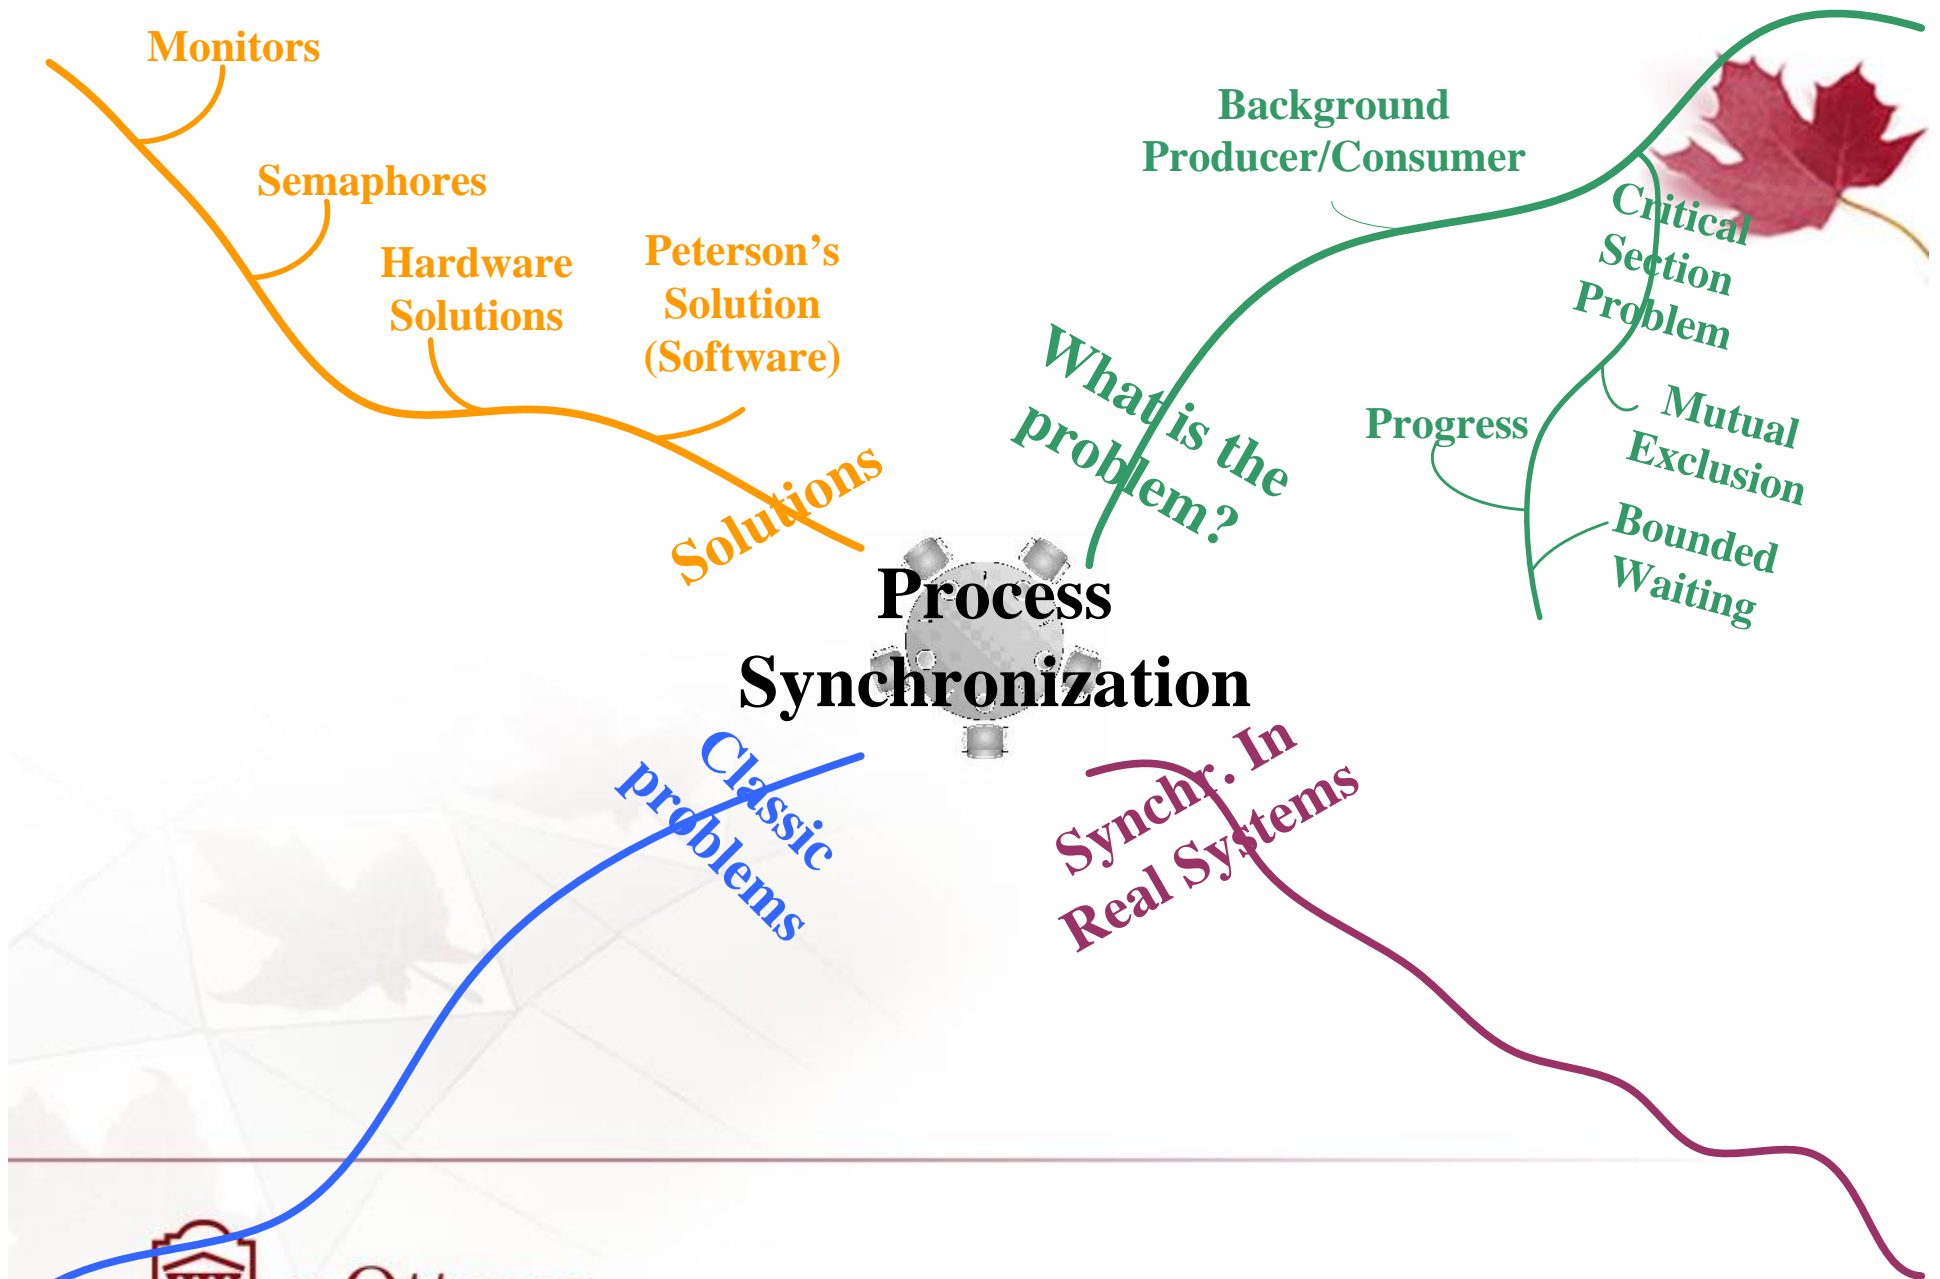 Monitors
Semaphores
Hardware
Solutions
Peterson’s
Solution
(Software)
Solutions
Background
Producer/Consumer
What is the
problem?
Critical
Section
Problem
Progress
Mutual
Exclusion
Bounded
Waiting
Process
Synchronization
Classic
problems
Synchr. In
Real Systems